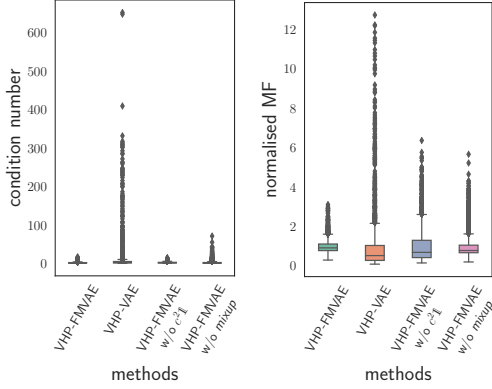 condition number
600
500
400
300
200
100
0
VHP-FMVAE
VHP-VAE
VHP-FMVAE
w/o c²𝟙
VHP-FMVAE
w/o mixup
methods
normalised MF
12
10
8
6
4
2
0
VHP-FMVAE
VHP-VAE
VHP-FMVAE
w/o c²𝟙
VHP-FMVAE
w/o mixup
methods